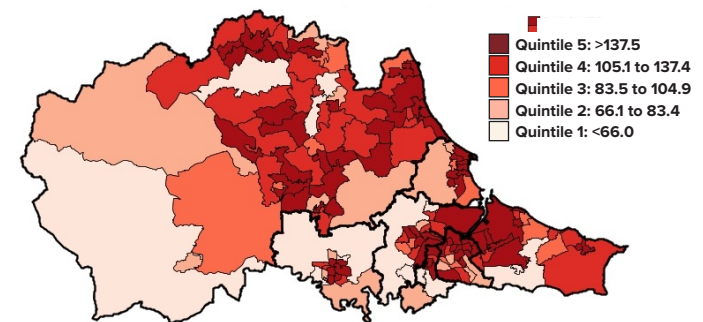 Quintile 5: >137.5
Quintile 4: 105.1 to 137.4
Quintile 3: 83.5 to 104.9
Quintile 2: 66.1 to 83.4
Quintile 1: <66.0